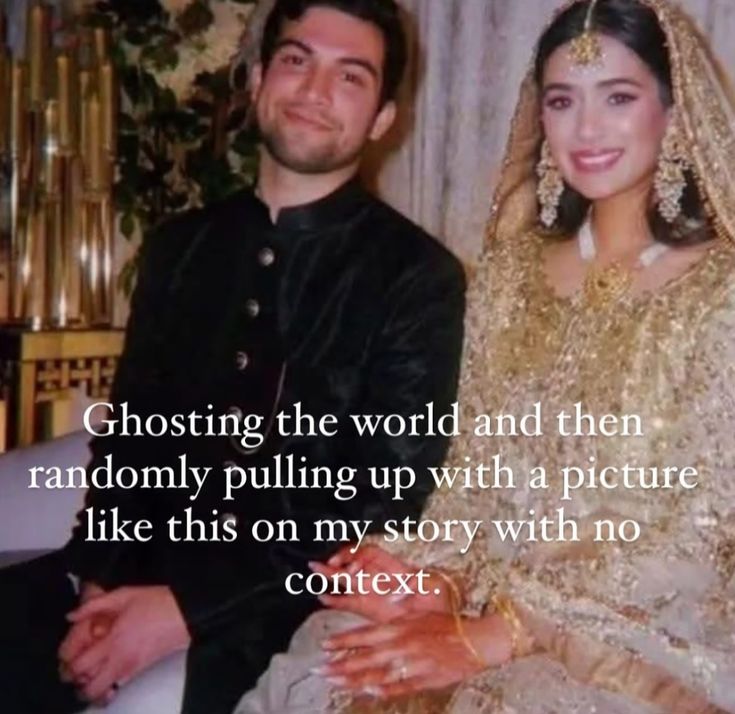 Ghosting the world and then
randomly pulling up with a picture
like this on my story with no
context.